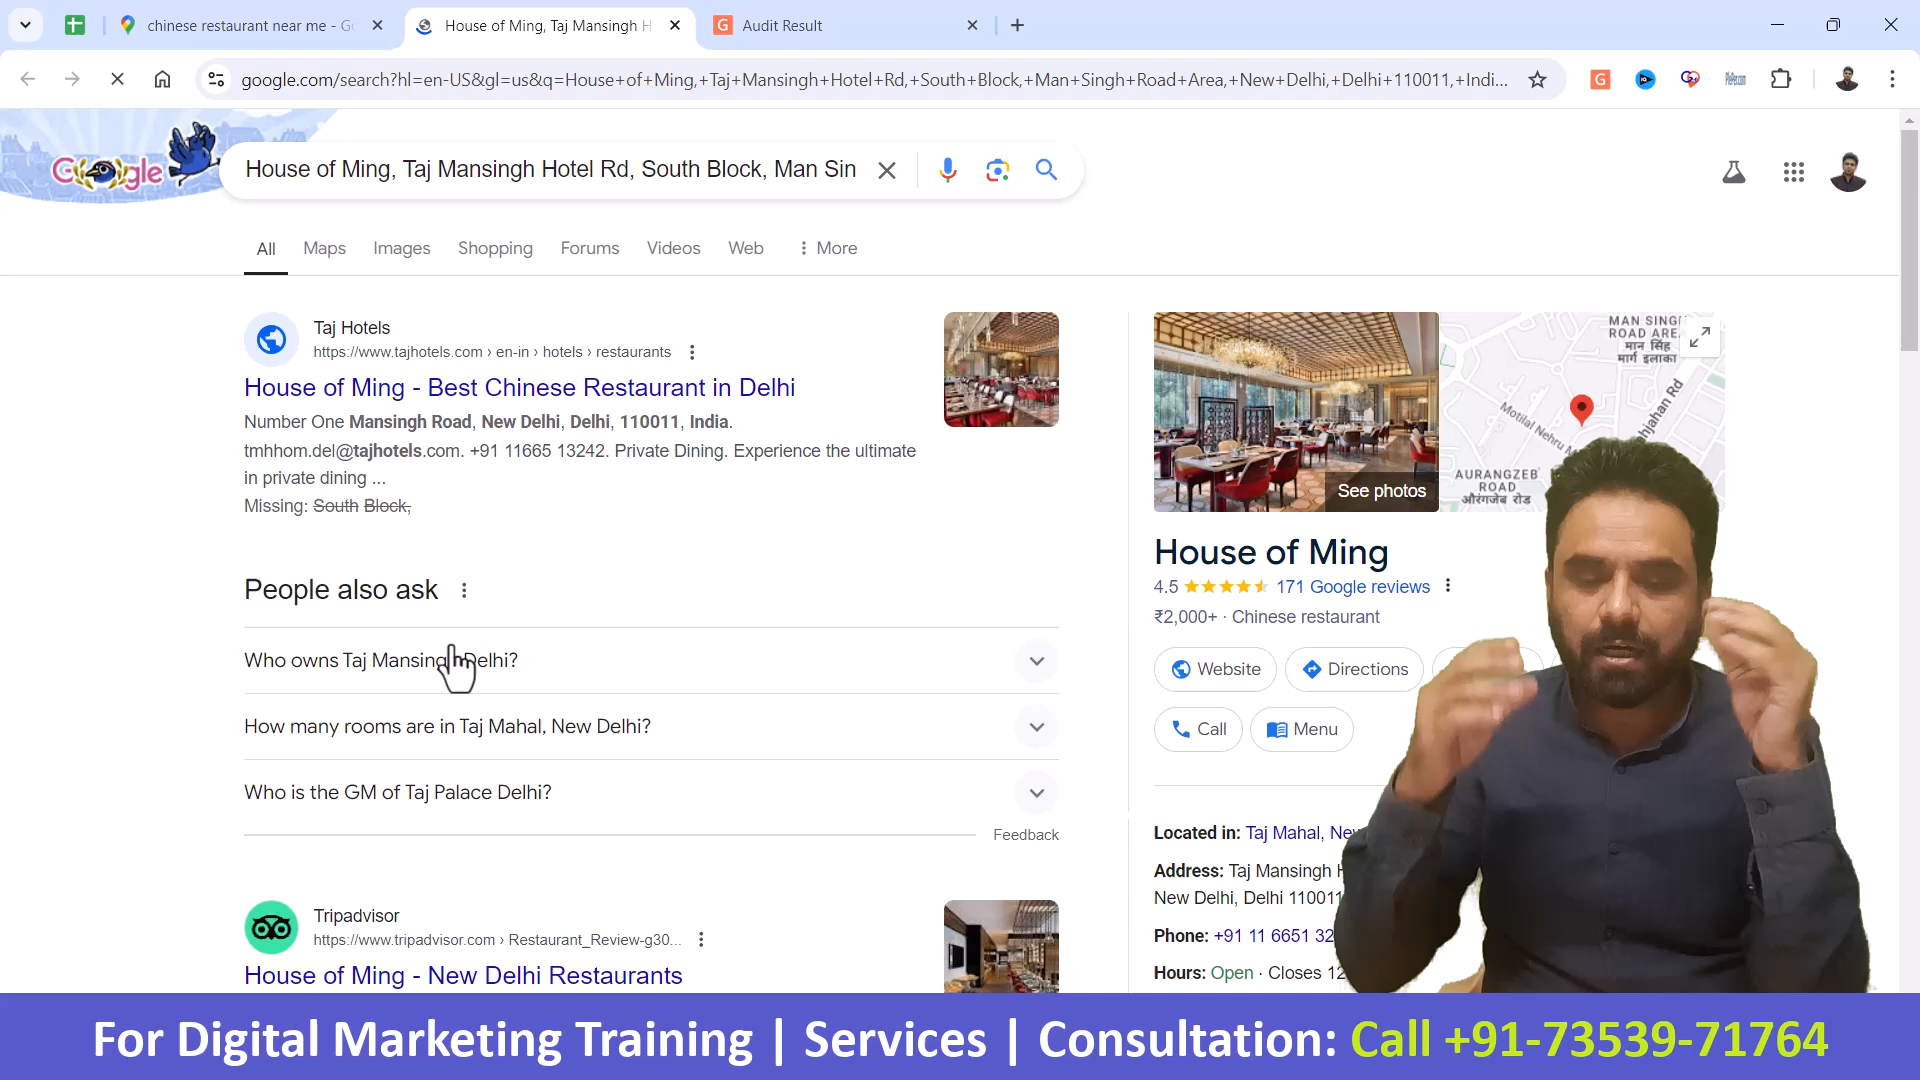 chinese restaurant near me - Go
House of Ming, Taj Mansingh H
G Audit Result
google.com/search?hl=en-US&gl=us&q=House+of+Ming,+Taj+Mansingh+Hotel+Rd,+South+Block,+Man+Singh+Road+Area,+New+Delhi,+Delhi+110011,+Indi...
Google
House of Ming, Taj Mansingh Hotel Rd, South Block, Man Sin
All Maps Images Shopping Forums Videos Web More
Taj Hotels
https://www.tajhotels.com › en-in › hotels › restaurants
House of Ming - Best Chinese Restaurant in Delhi
Number One Mansingh Road, New Delhi, Delhi, 110011, India.
tmhhom.del@tajhotels.com. +91 11665 13242. Private Dining. Experience the ultimate
in private dining ...
Missing: South Block,
People also ask
Who owns Taj Mansingh Delhi?
How many rooms are in Taj Mahal, New Delhi?
Who is the GM of Taj Palace Delhi?
Feedback
Tripadvisor
https://www.tripadvisor.com › Restaurant_Review-g30...
House of Ming - New Delhi Restaurants
See photos
MAN SINGH
ROAD AREA
मान सिंह
मार्ग इलाका
Motilal Nehru M
hjahan Rd
AURANGZEB
ROAD
औरंगजेब रोड
House of Ming
4.5 171 Google reviews
₹2,000+ · Chinese restaurant
Website Directions
Call Menu
Located in: Taj Mahal, New
Address: Taj Mansingh H
New Delhi, Delhi 110011
Phone: +91 11 6651 32
Hours: Open · Closes 12
For Digital Marketing Training | Services | Consultation: Call +91-73539-71764